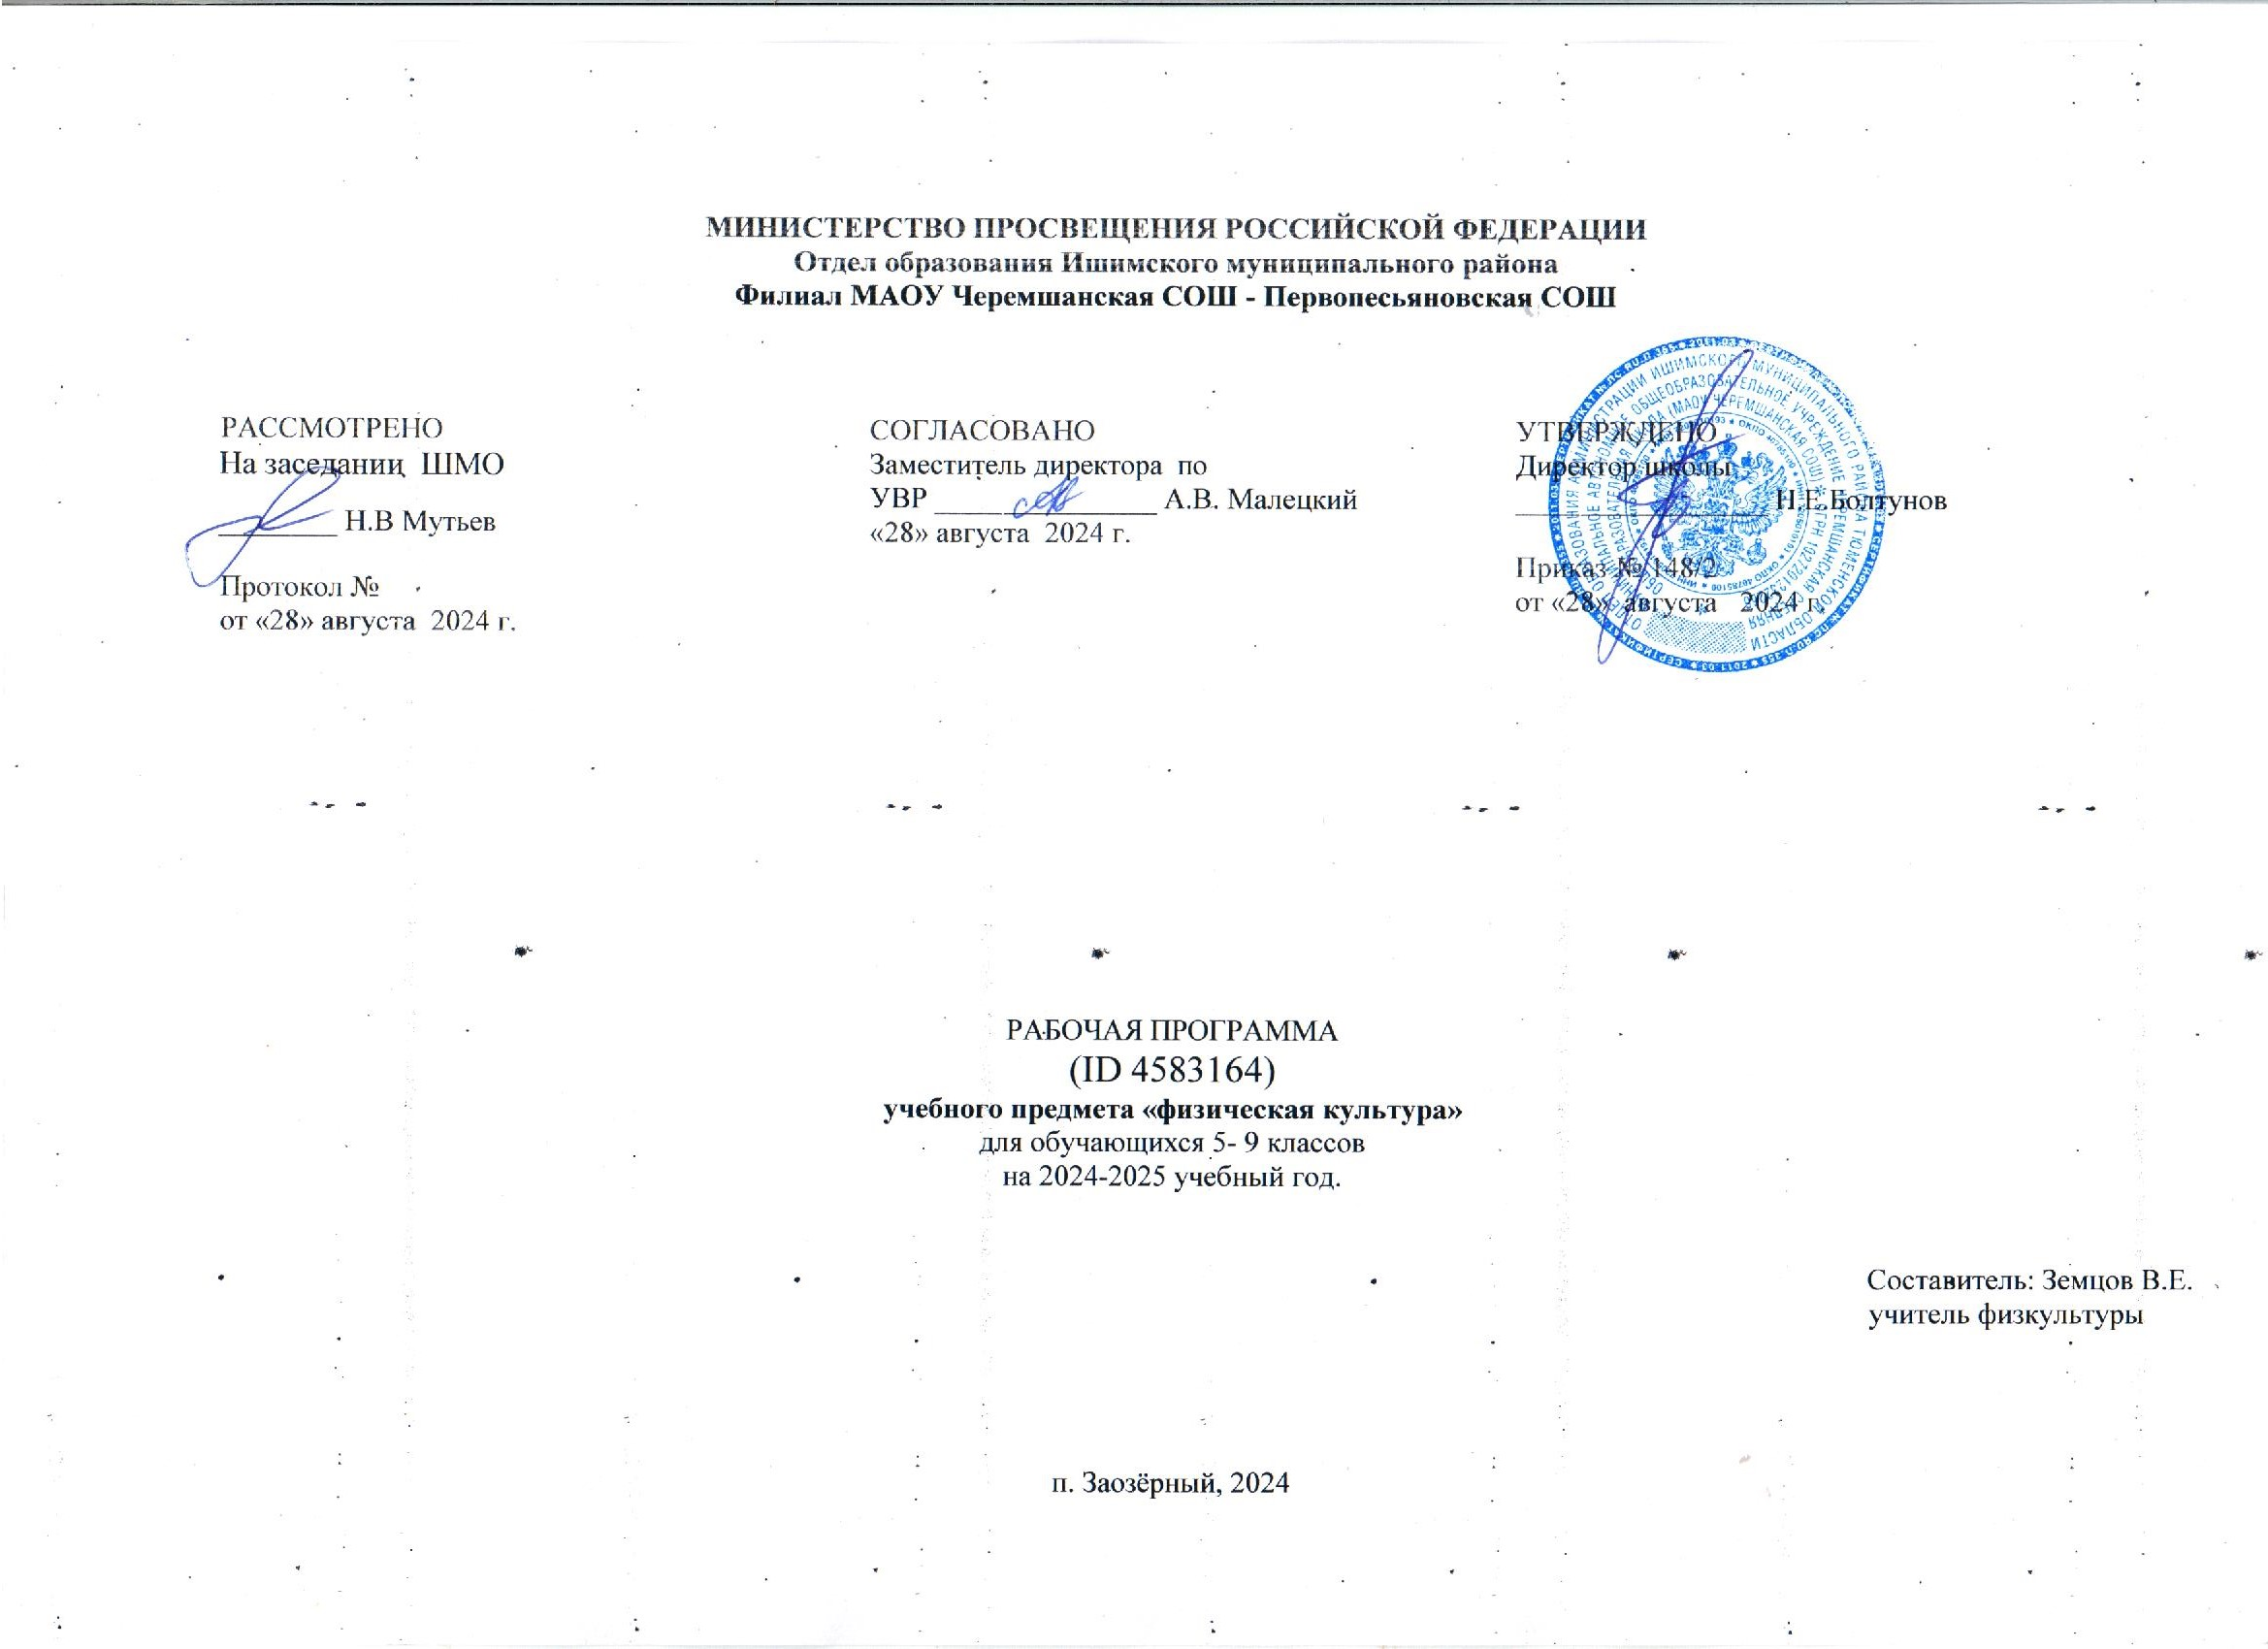 МИНИСТЕРСТВО ПРОСВЕЩЕНИЯ РОССИЙСКОЙ ФЕДЕРАЦИИ
Отдел образования Ишимского муниципального района
Филиал МАОУ Черемшанская СОШ - Первопесьяновская СОШ
РАССМОТРЕНО
На заседании ШМО
Н.В Мутьев
Протокол №
от «28» августа 2024 г.
СОГЛАСОВАНО
Заместитель директора по
УВР ________________ А.В. Малецкий
«28» августа 2024 г.
УТВЕРЖДЕНО
Директор школы
Н.Е.Болтунов
Приказ № 148/2
от «28» августа 2024 г.
РАБОЧАЯ ПРОГРАММА
(ID 4583164)
учебного предмета «физическая культура»
для обучающихся 5- 9 классов
на 2024-2025 учебный год.
Составитель: Земцов В.Е.
учитель физкультуры
п. Заозёрный, 2024